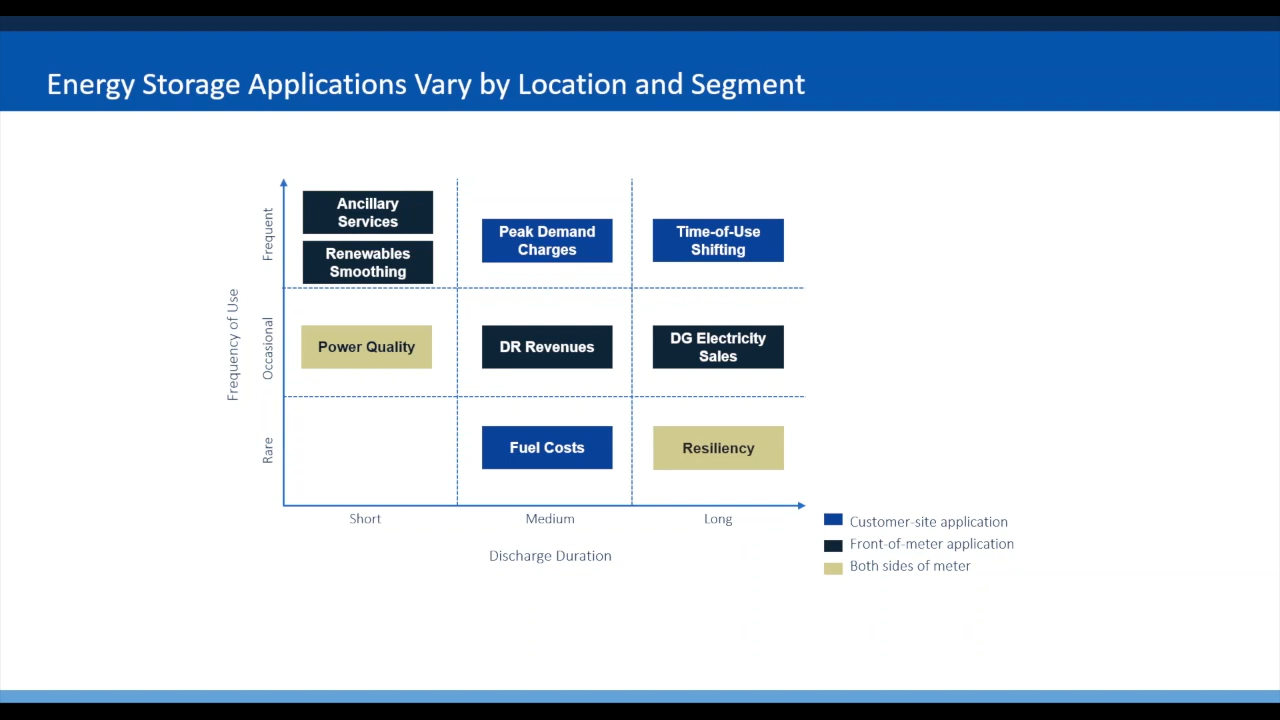 Energy Storage Applications Vary by Location and Segment
Frequency of Use
Frequent
Ancillary
Services
Renewables
Smoothing
Peak Demand
Charges
Time-of-Use
Shifting
Occasional
Power Quality
DR Revenues
DG Electricity
Sales
Rare
Fuel Costs
Resiliency
Short
Medium
Long
Discharge Duration
Customer-site application
Front-of-meter application
Both sides of meter